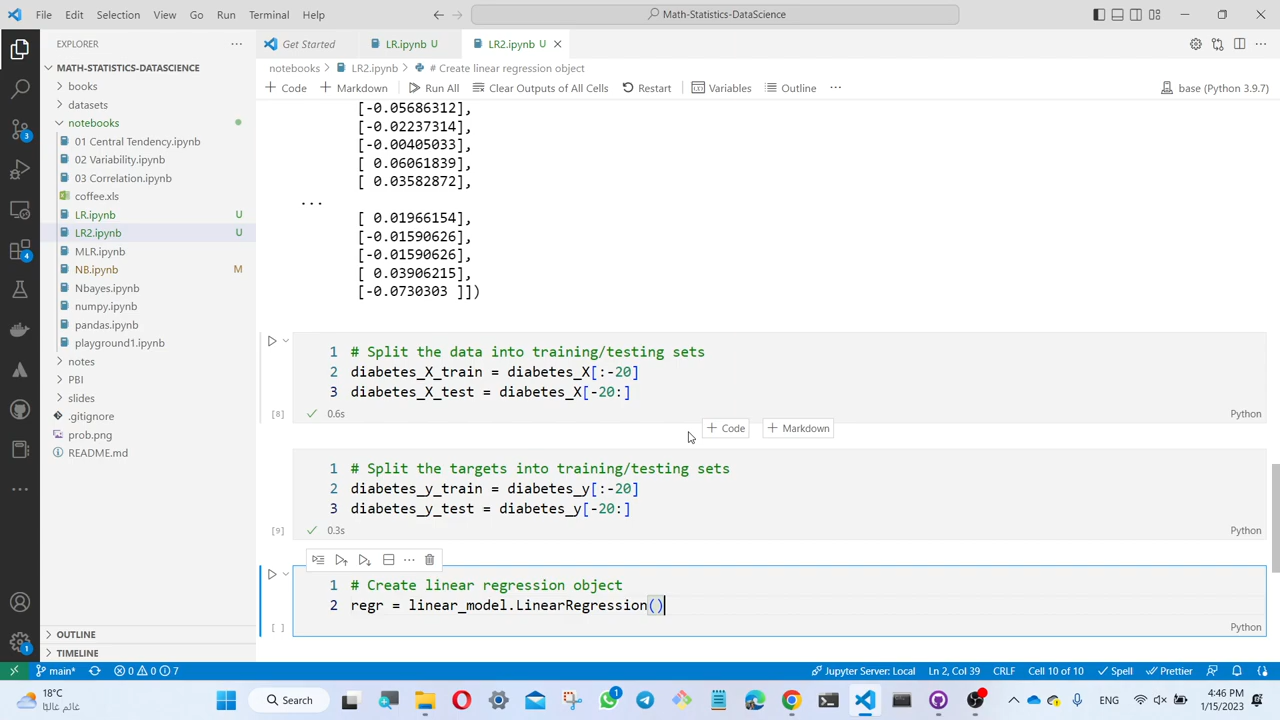 File Edit Selection View Go Run Terminal Help
Math-Statistics-DataScience
EXPLORER
Get Started
LR.ipynb U
LR2.ipynb U
MATH-STATISTICS-DATASCIENCE
notebooks > LR2.ipynb > # Create linear regression object
books
+ Code + Markdown Run All Clear Outputs of All Cells Restart Variables Outline ...
base (Python 3.9.7)
datasets
notebooks
01 Central Tendency.ipynb
02 Variability.ipynb
03 Correlation.ipynb
coffee.xls
LR.ipynb U
LR2.ipynb U
MLR.ipynb
NB.ipynb M
Nbayes.ipynb
numpy.ipynb
pandas.ipynb
playground1.ipynb
notes
PBI
slides
.gitignore
prob.png
README.md
OUTLINE
TIMELINE
3
4
1
[-0.05686312],
[-0.02237314],
[-0.00405033],
[ 0.06061839],
[ 0.03582872],
...
[ 0.01966154],
[-0.01590626],
[-0.01590626],
[ 0.03906215],
[-0.0730303 ]])
1 # Split the data into training/testing sets
2 diabetes_X_train = diabetes_X[:-20]
3 diabetes_X_test = diabetes_X[-20:]
[8] 0.6s Python
+ Code + Markdown
1 # Split the targets into training/testing sets
2 diabetes_y_train = diabetes_y[:-20]
3 diabetes_y_test = diabetes_y[-20:]
[9] 0.3s Python
1 # Create linear regression object
2 regr = linear_model.LinearRegression()
[ ] Python
main* 0 0 7 Jupyter Server: Local Ln 2, Col 39 CRLF Cell 10 of 10 Spell Prettier
18°C
غائم غالبًا
Search
1
ENG
4:46 PM
1/15/2023